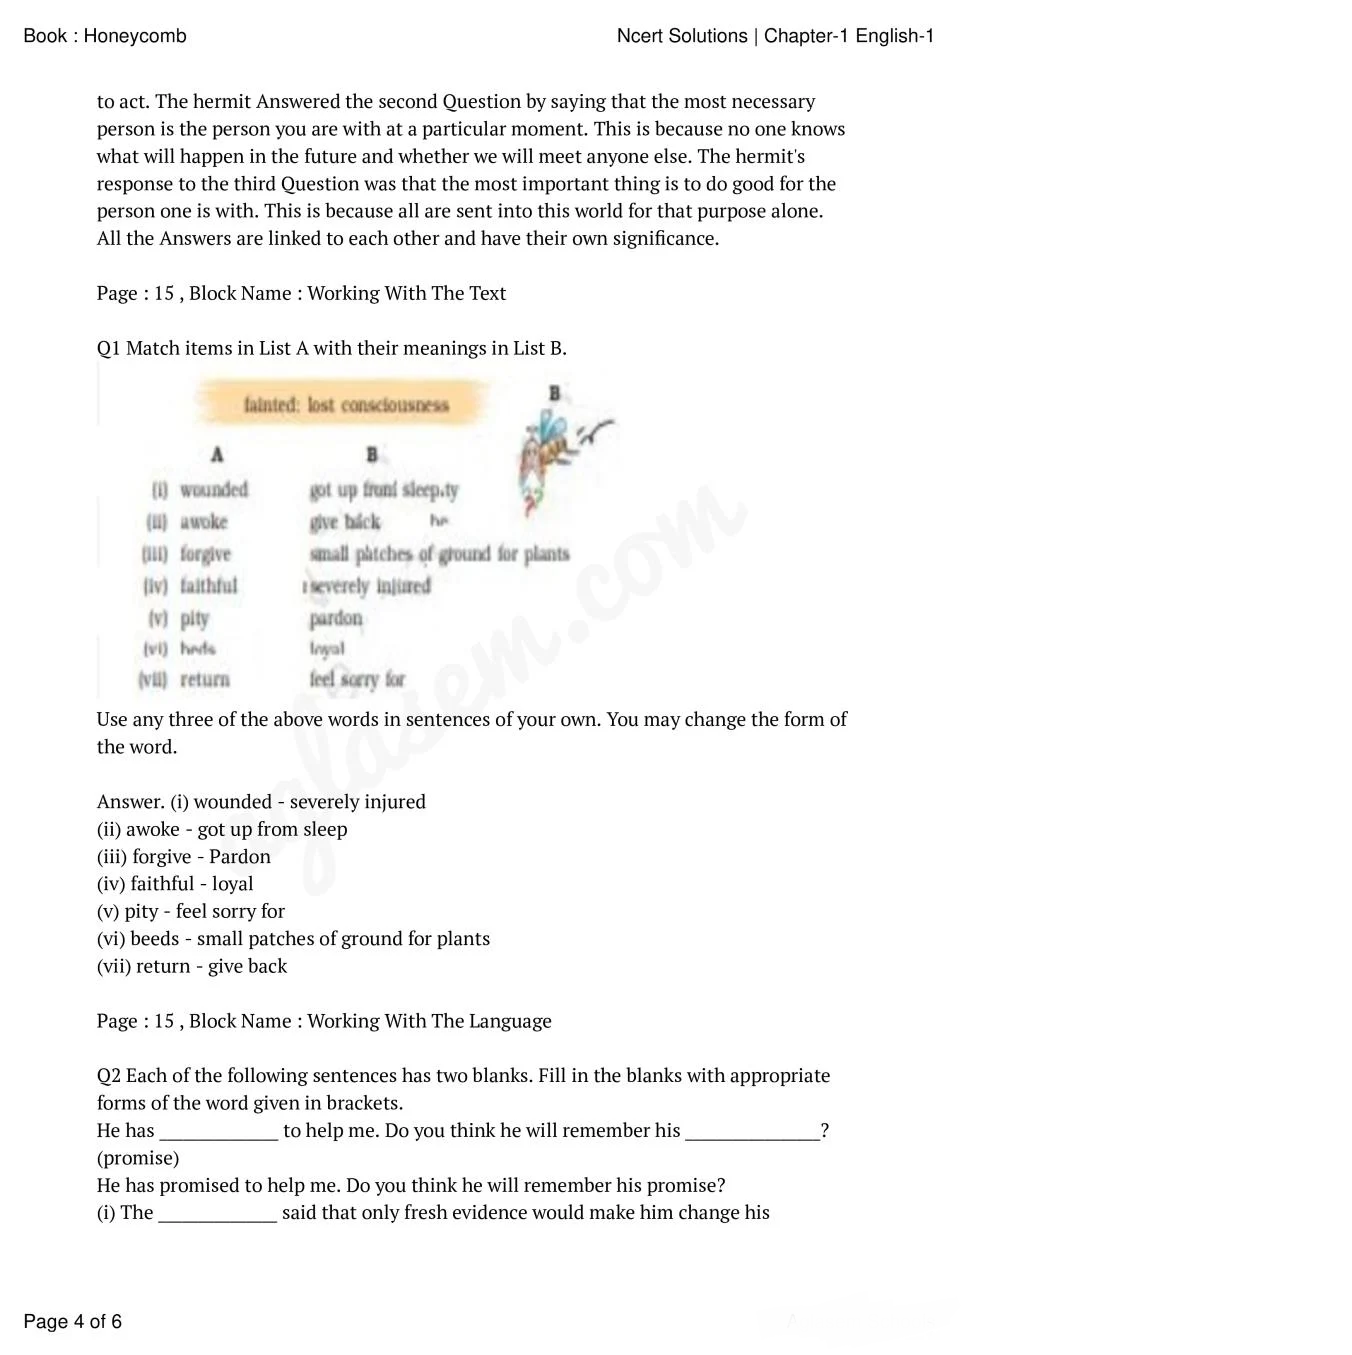 Book : Honeycomb
Ncert Solutions | Chapter-1 English-1
to act. The hermit Answered the second Question by saying that the most necessary
person is the person you are with at a particular moment. This is because no one knows
what will happen in the future and whether we will meet anyone else. The hermit's
response to the third Question was that the most important thing is to do good for the
person one is with. This is because all are sent into this world for that purpose alone.
All the Answers are linked to each other and have their own significance.
Page : 15 , Block Name : Working With The Text
Q1 Match items in List A with their meanings in List B.
B
fainted: lost consciousness
A B
(i) wounded got up from sleep
(ii) awoke give back
(iii) forgive small patches of ground for plants
(iv) faithful severely injured
(v) pity pardon
(vi) beds loyal
(vii) return feel sorry for
Use any three of the above words in sentences of your own. You may change the form of
the word.
Answer. (i) wounded - severely injured
(ii) awoke - got up from sleep
(iii) forgive - Pardon
(iv) faithful - loyal
(v) pity - feel sorry for
(vi) beeds - small patches of ground for plants
(vii) return - give back
Page : 15 , Block Name : Working With The Language
Q2 Each of the following sentences has two blanks. Fill in the blanks with appropriate
forms of the word given in brackets.
He has ____________ to help me. Do you think he will remember his ______________?
(promise)
He has promised to help me. Do you think he will remember his promise?
(i) The ____________ said that only fresh evidence would make him change his
Page 4 of 6
aglasem.com